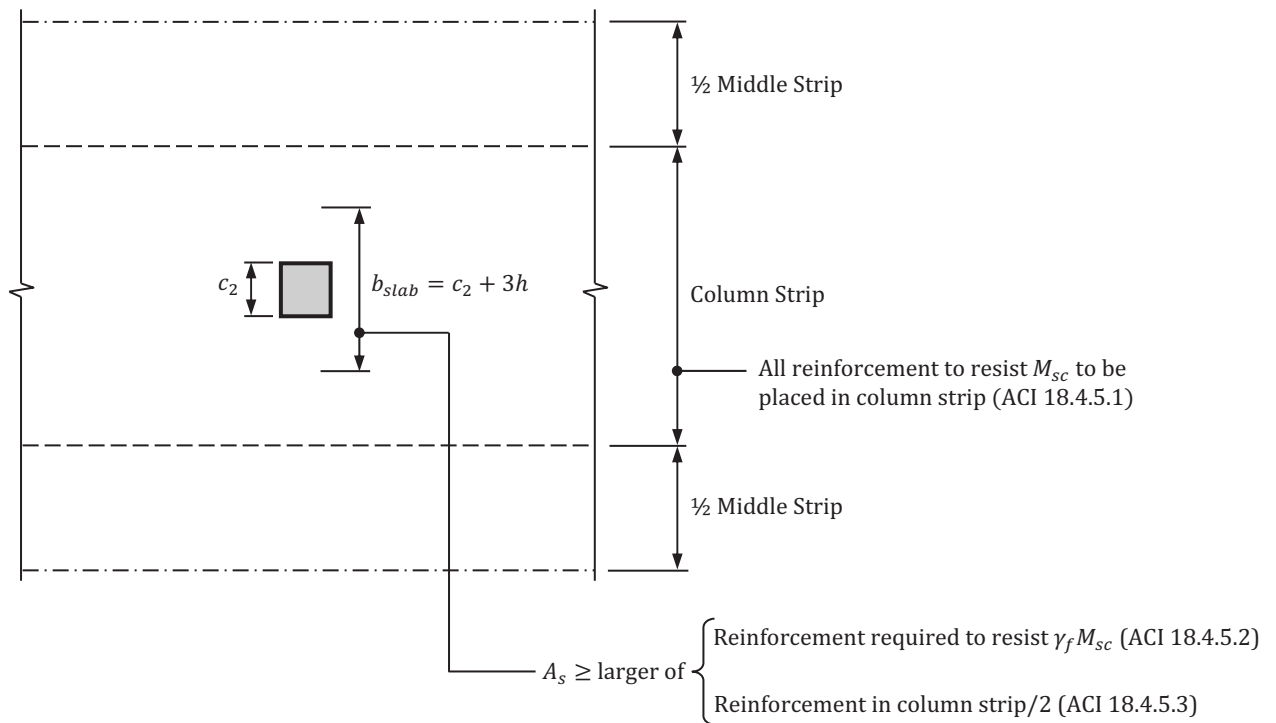 ½ Middle Strip
c₂
b_slab = c₂ + 3h
Column Strip
All reinforcement to resist M_sc to be
placed in column strip (ACI 18.4.5.1)
½ Middle Strip
Reinforcement required to resist γ_f M_sc (ACI 18.4.5.2)
A_s ≥ larger of
Reinforcement in column strip/2 (ACI 18.4.5.3)